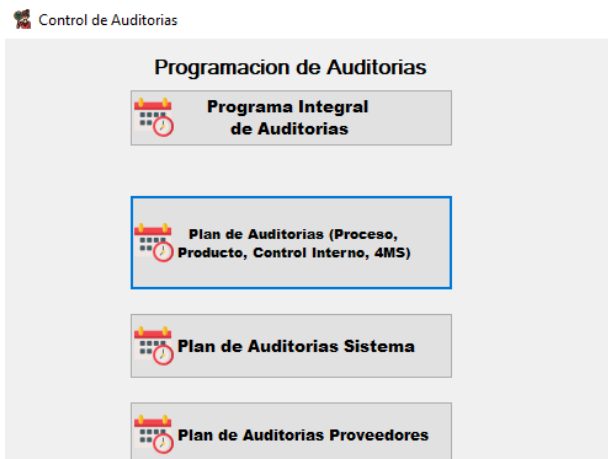 Control de Auditorias
Programacion de Auditorias
Programa Integral
de Auditorias
Plan de Auditorias (Proceso,
Producto, Control Interno, 4MS)
Plan de Auditorias Sistema
Plan de Auditorias Proveedores